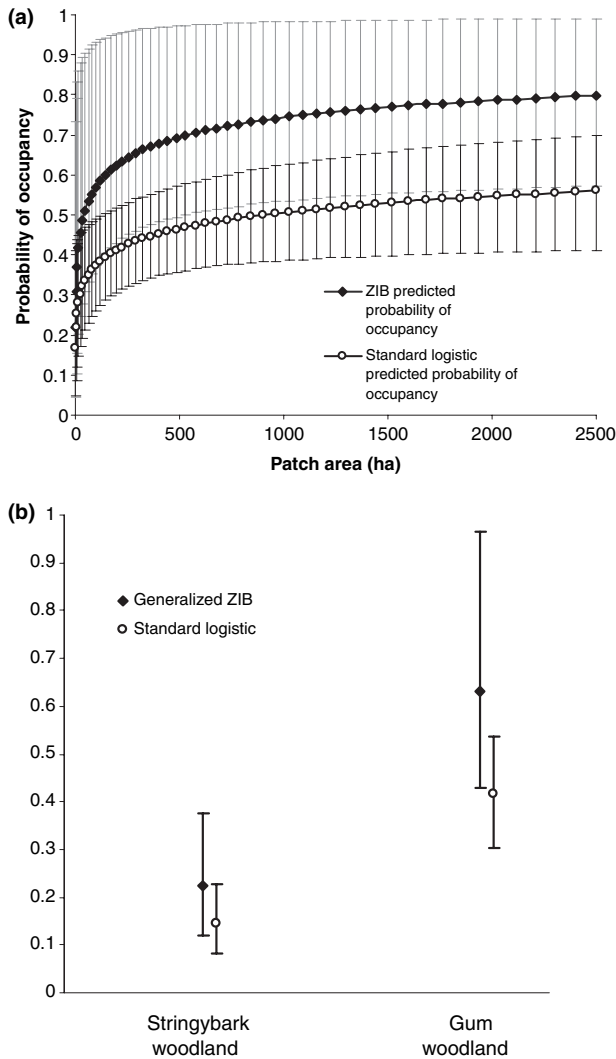 (a)
1
0.9
0.8
0.7
0.6
0.5
0.4
0.3
0.2
0.1
0
Probability of occupancy
ZIB predicted
probability of
occupancy
Standard logistic
predicted probability of
occupancy
0 500 1000 1500 2000 2500
Patch area (ha)
(b)
1
0.9
0.8
0.7
0.6
0.5
0.4
0.3
0.2
0.1
0
Generalized ZIB
Standard logistic
Stringybark
woodland
Gum
woodland